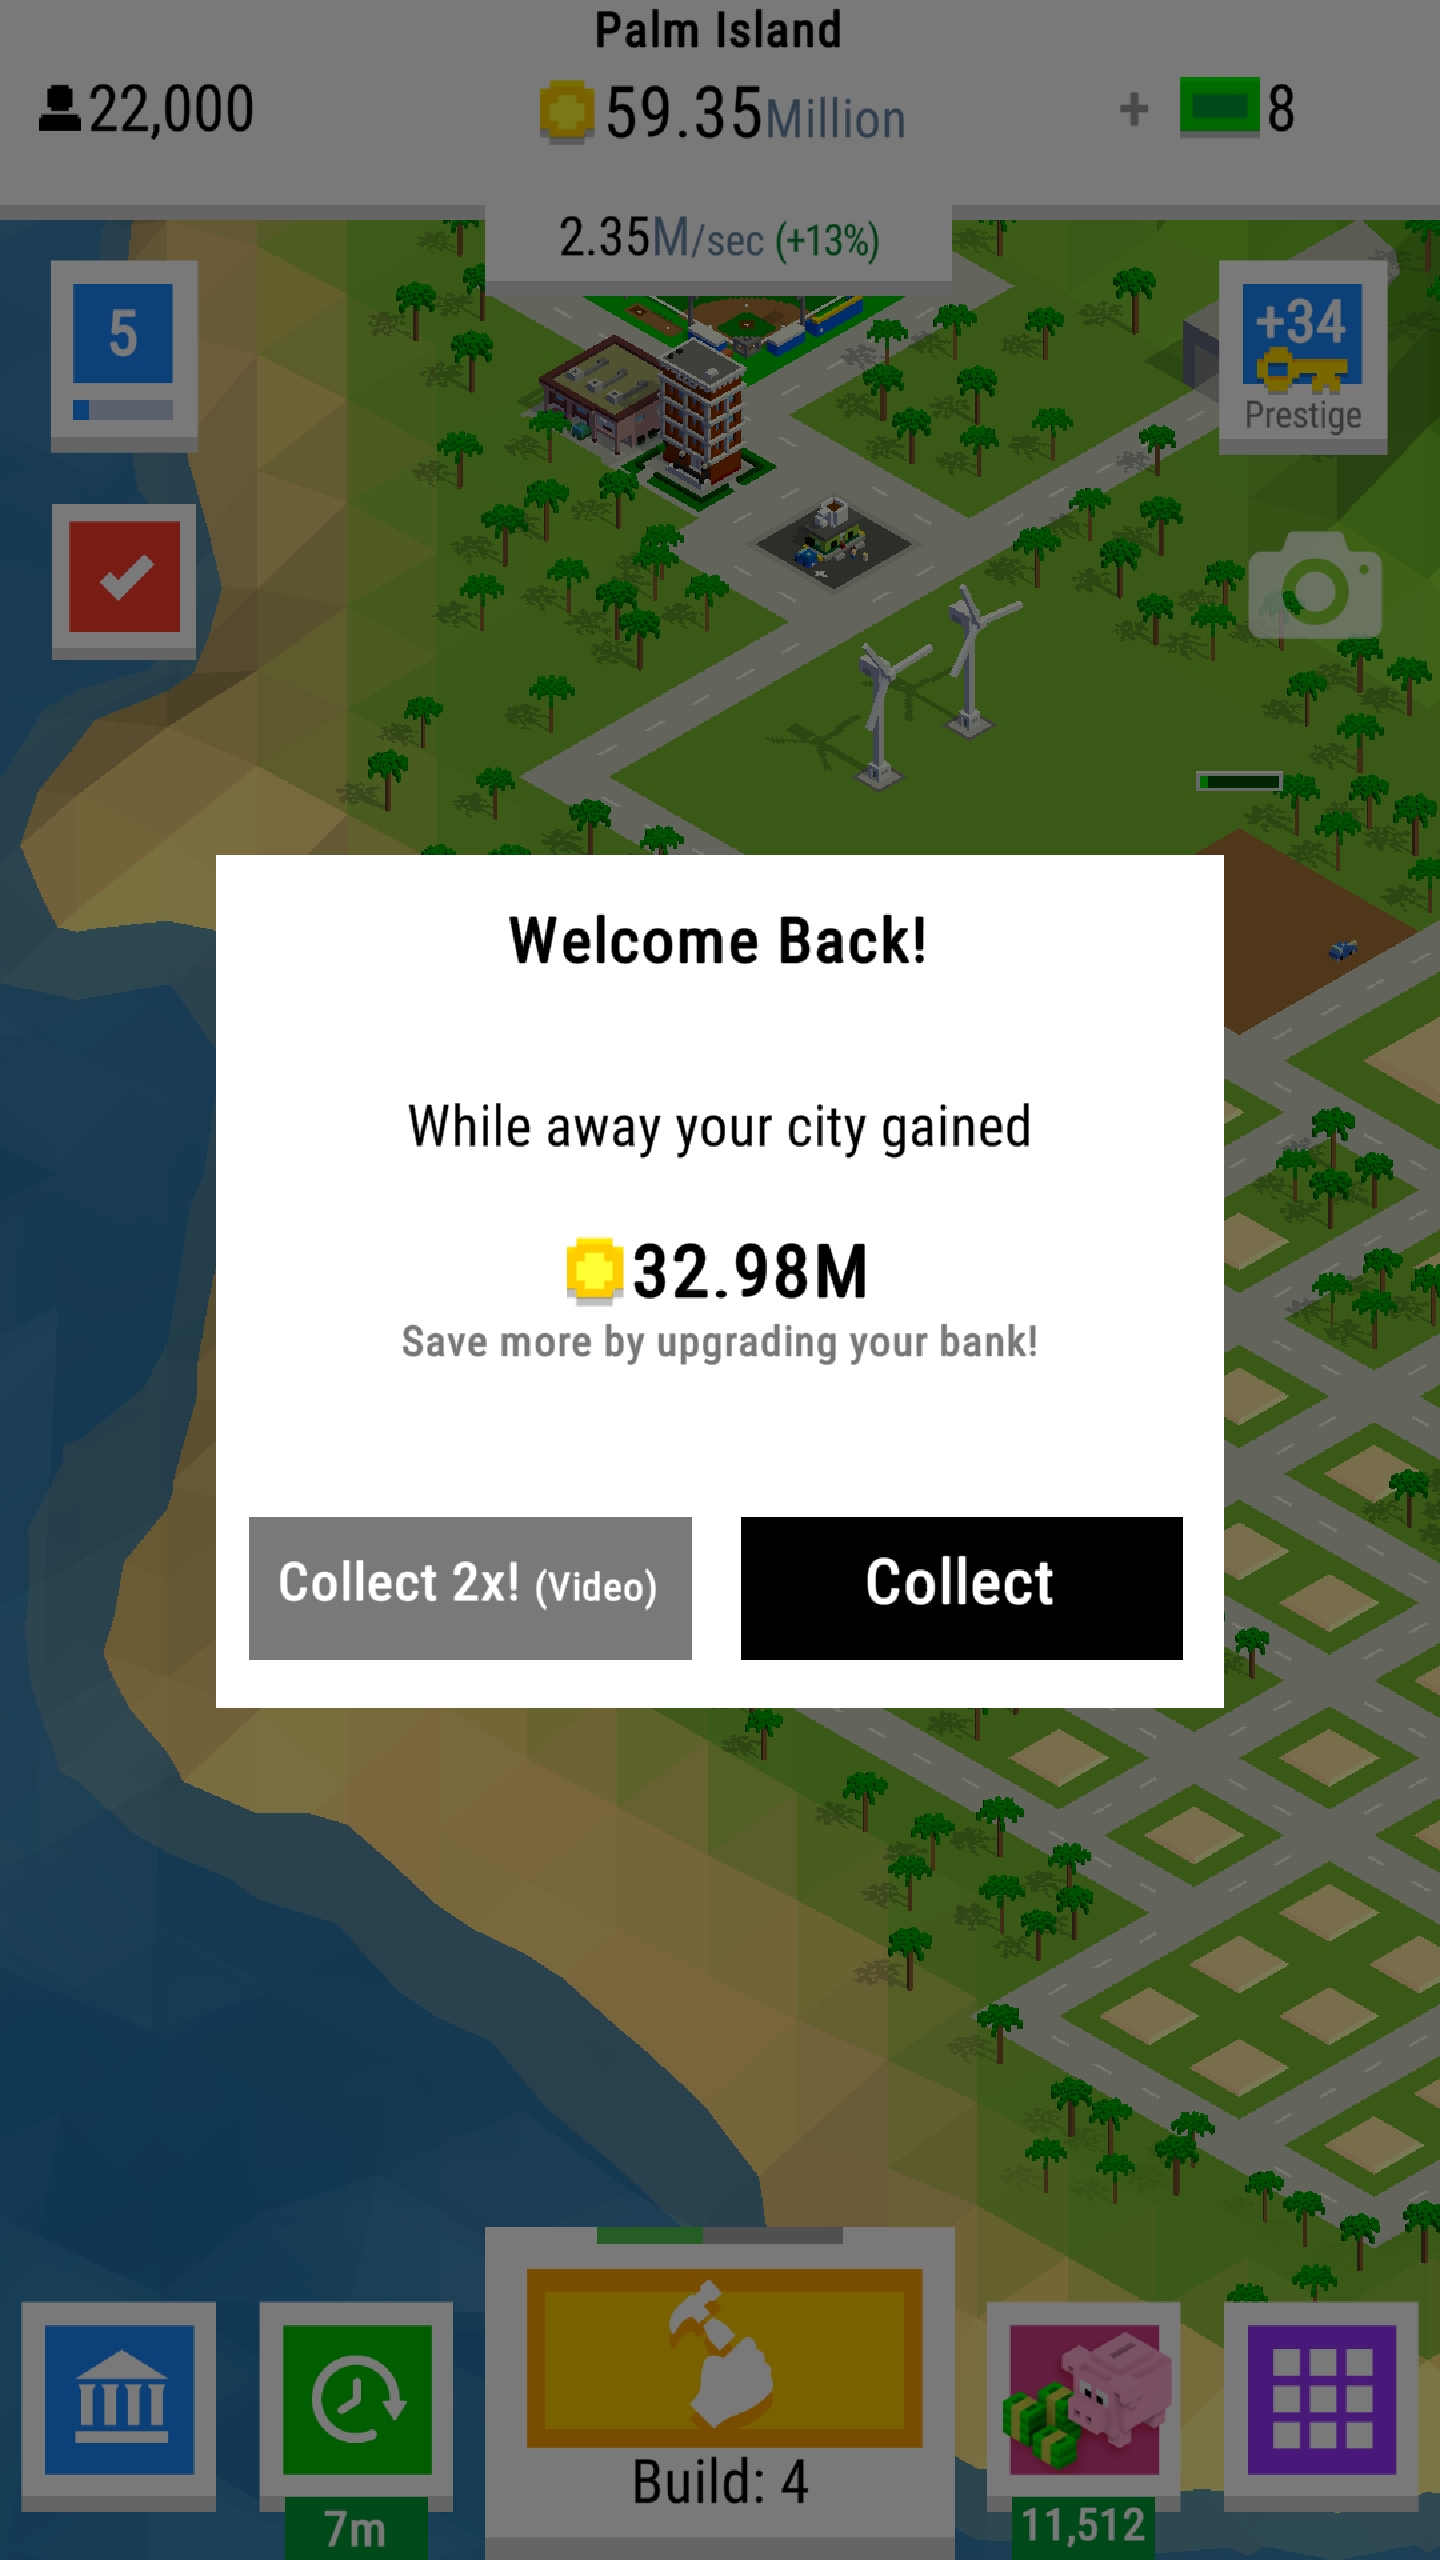 Palm Island
22,000
59.35Million
+ 8
2.35M/sec (+13%)
5
+34
Prestige
Welcome Back!
While away your city gained
32.98M
Save more by upgrading your bank!
Collect 2x! (Video)
Collect
Build: 4
7m
11,512